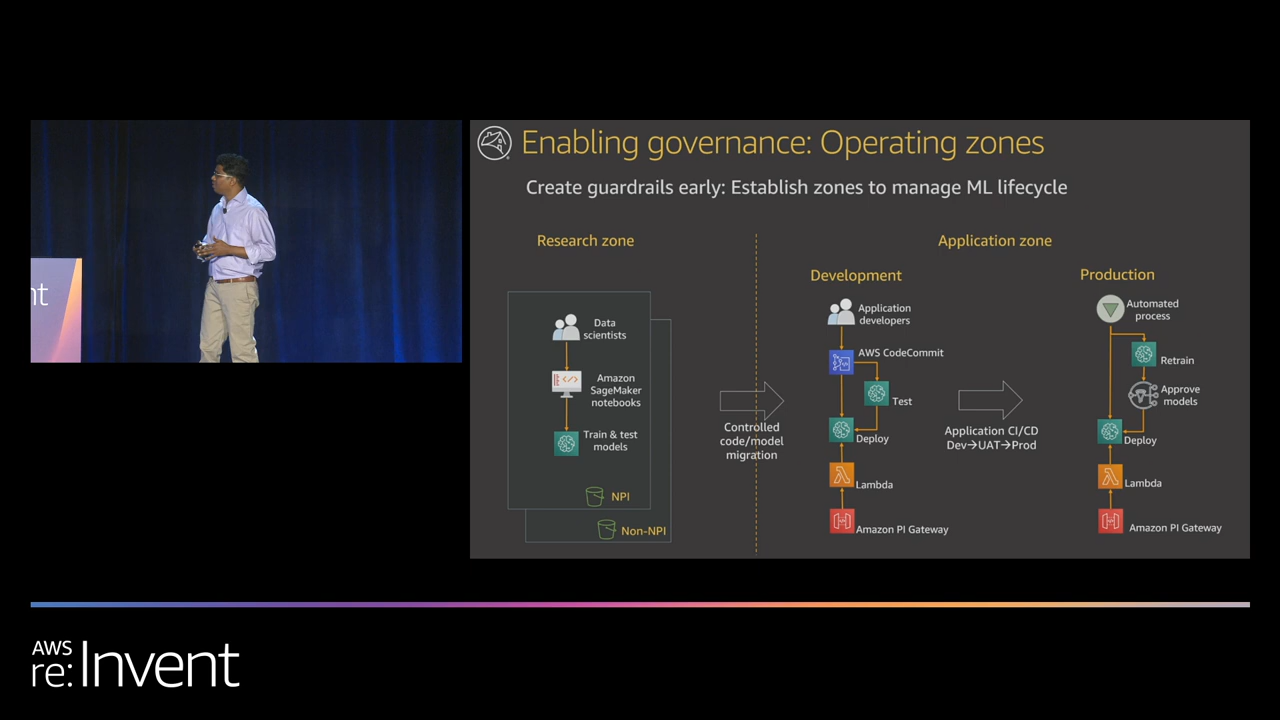 nt
Enabling governance: Operating zones
Create guardrails early: Establish zones to manage ML lifecycle
Research zone
Data
scientists
Amazon
SageMaker
notebooks
Train & test
models
NPI
Non-NPI
Controlled
code/model
migration
Application zone
Development
Application
developers
AWS CodeCommit
Test
Deploy
Lambda
Amazon PI Gateway
Application CI/CD
Dev→UAT→Prod
Production
Automated
process
Retrain
Approve
models
Deploy
Lambda
Amazon PI Gateway
AWS
re:Invent